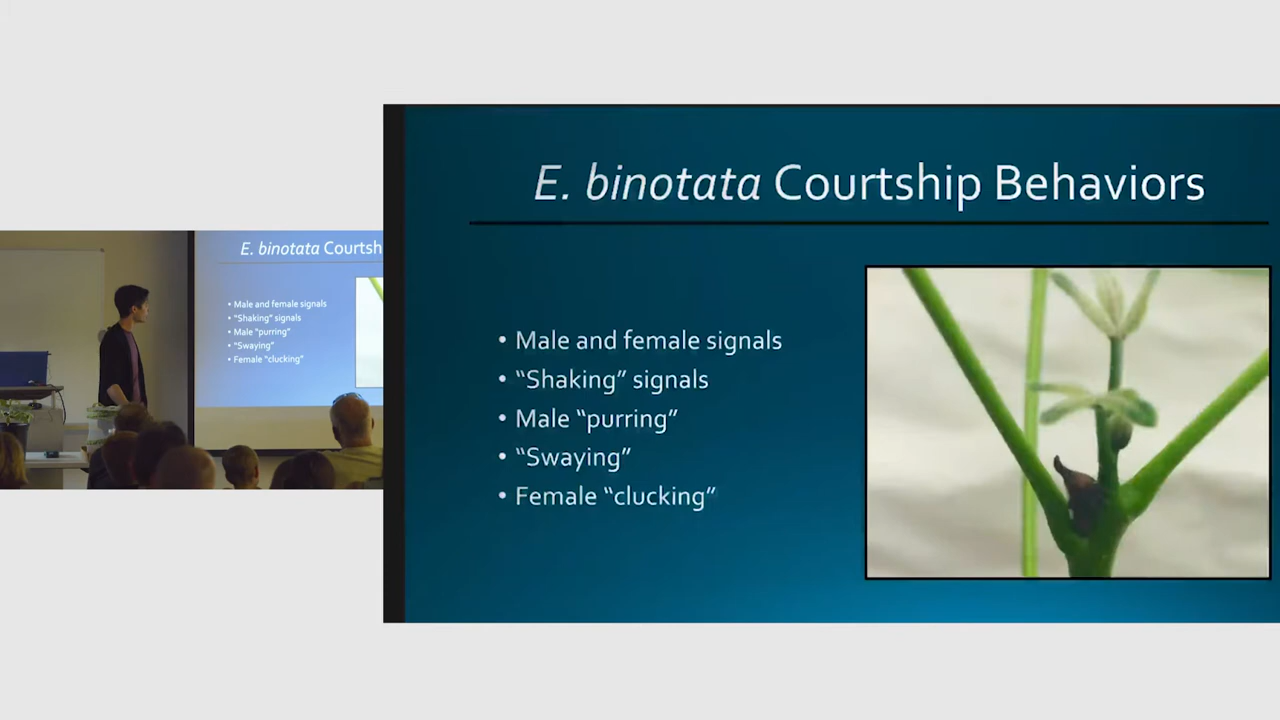 E. binotata Courtship Behaviors
• Male and female signals
• “Shaking” signals
• Male “purring”
• “Swaying”
• Female “clucking”
E. binotata Courtsh
• Male and female signals
• “Shaking” signals
• Male “purring”
• “Swaying”
• Female “clucking”